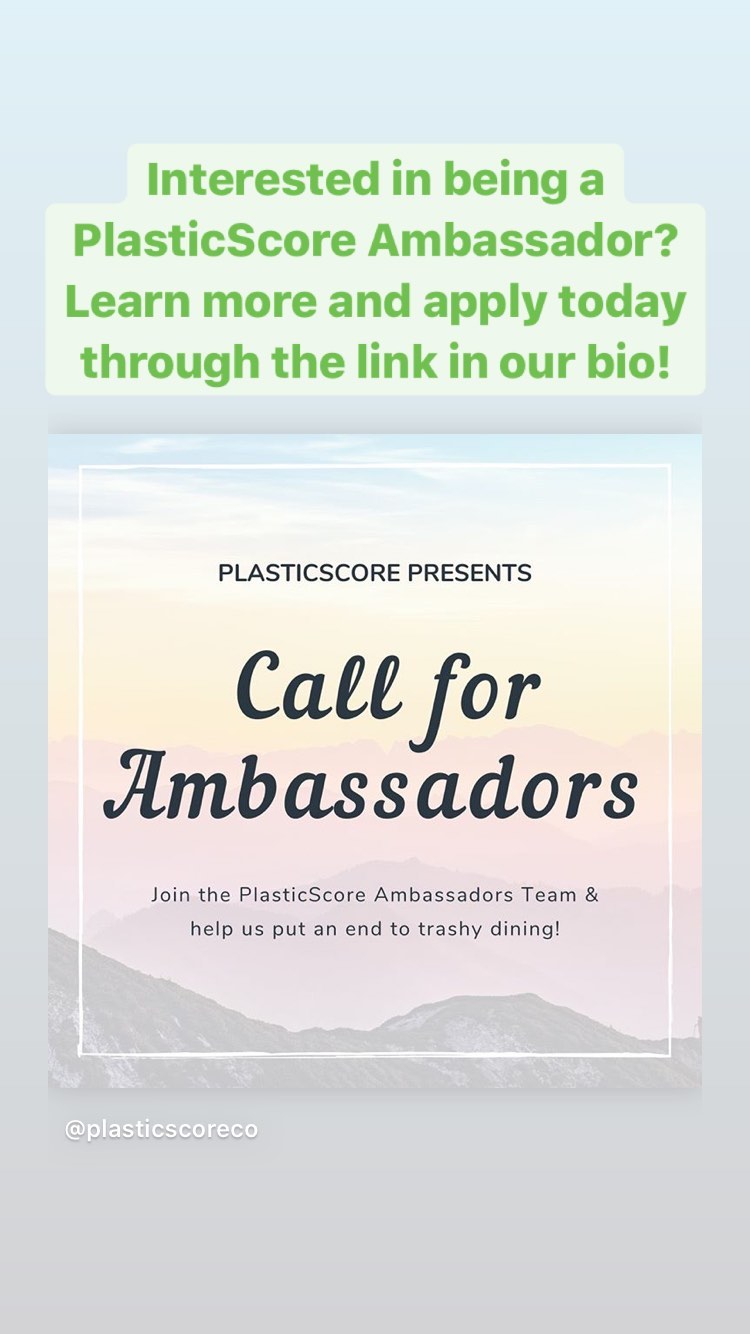 Interested in being a
PlasticScore Ambassador?
Learn more and apply today
through the link in our bio!
PLASTICSCORE PRESENTS
Call for
Ambassadors
Join the PlasticScore Ambassadors Team &
help us put an end to trashy dining!
@plasticscoreco